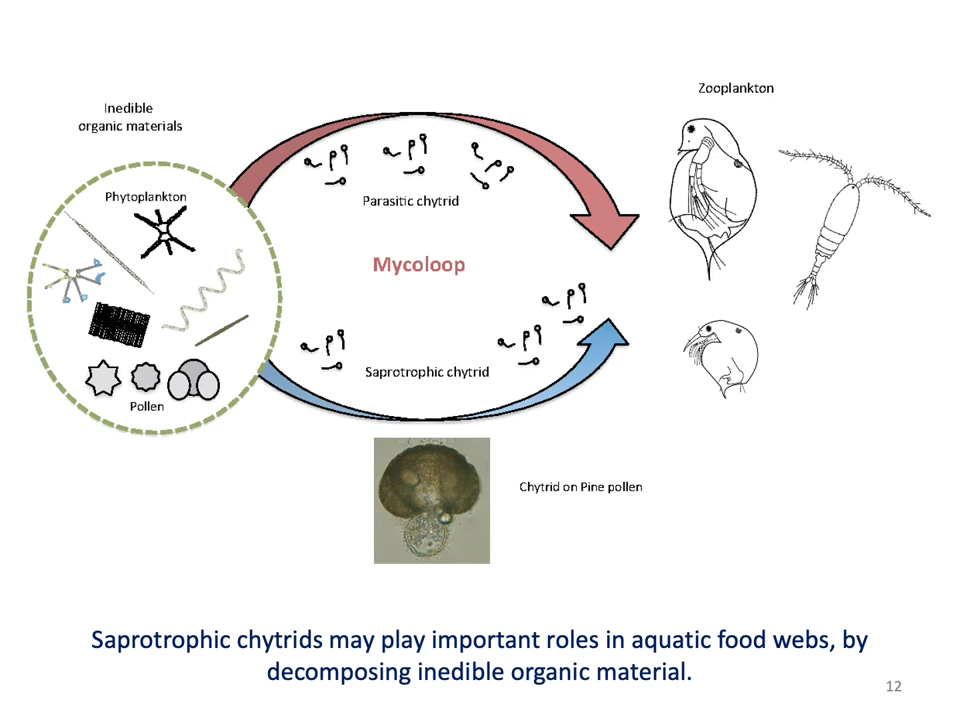 Zooplankton
Inedible
organic materials
Phytoplankton
Parasitic chytrid
Mycoloop
Saprotrophic chytrid
Pollen
Chytrid on Pine pollen
Saprotrophic chytrids may play important roles in aquatic food webs, by
decomposing inedible organic material.
12